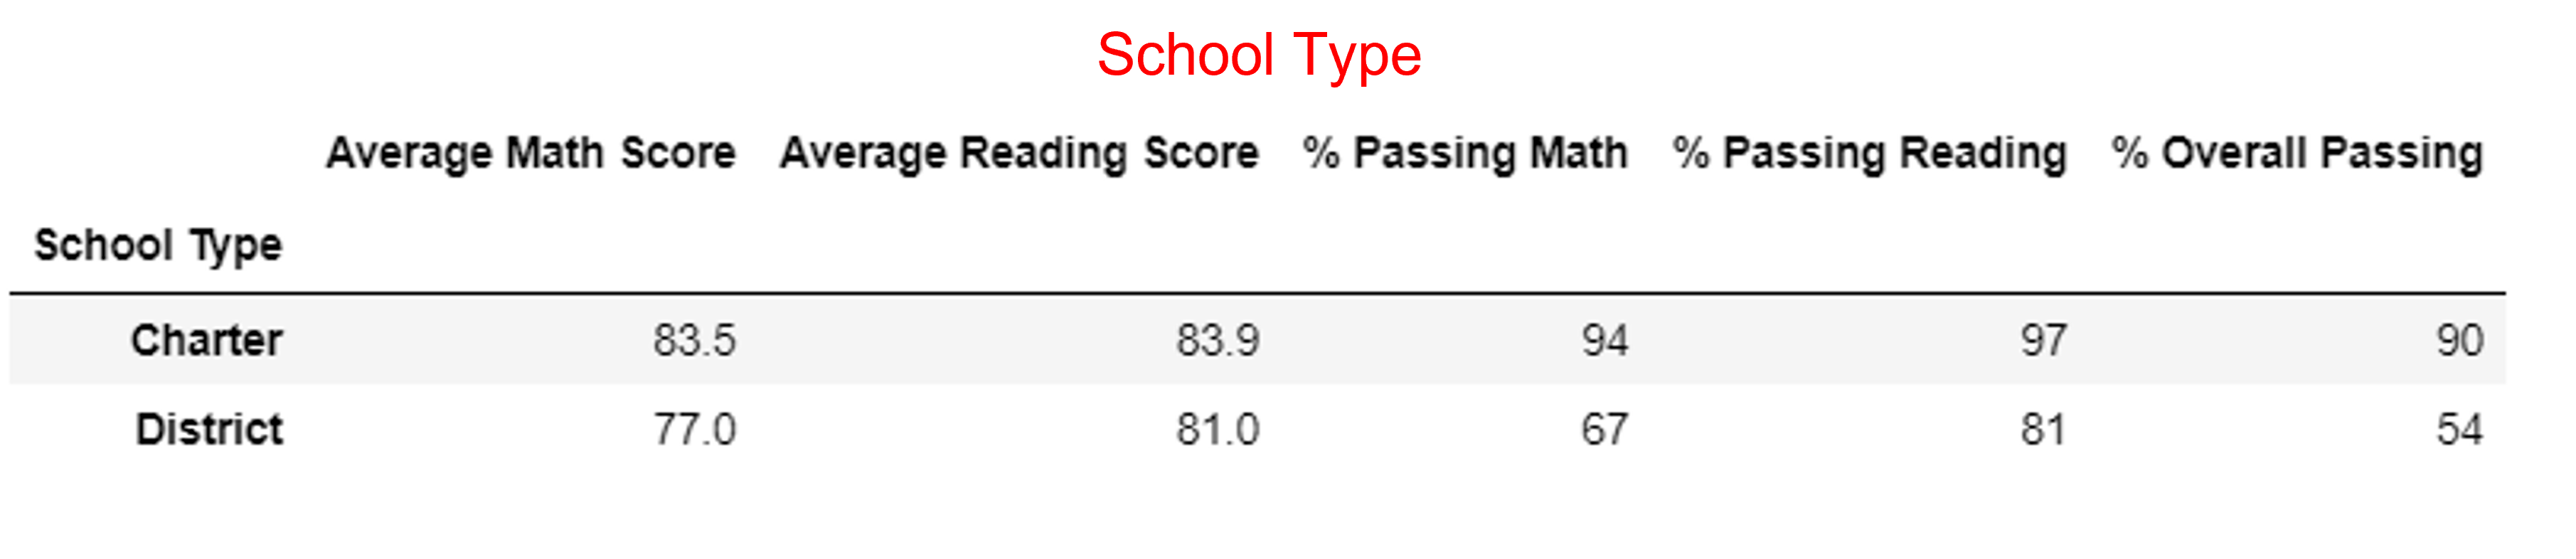 School Type
Average Math Score Average Reading Score % Passing Math % Passing Reading % Overall Passing
School Type
Charter 83.5 83.9 94 97 90
District 77.0 81.0 67 81 54